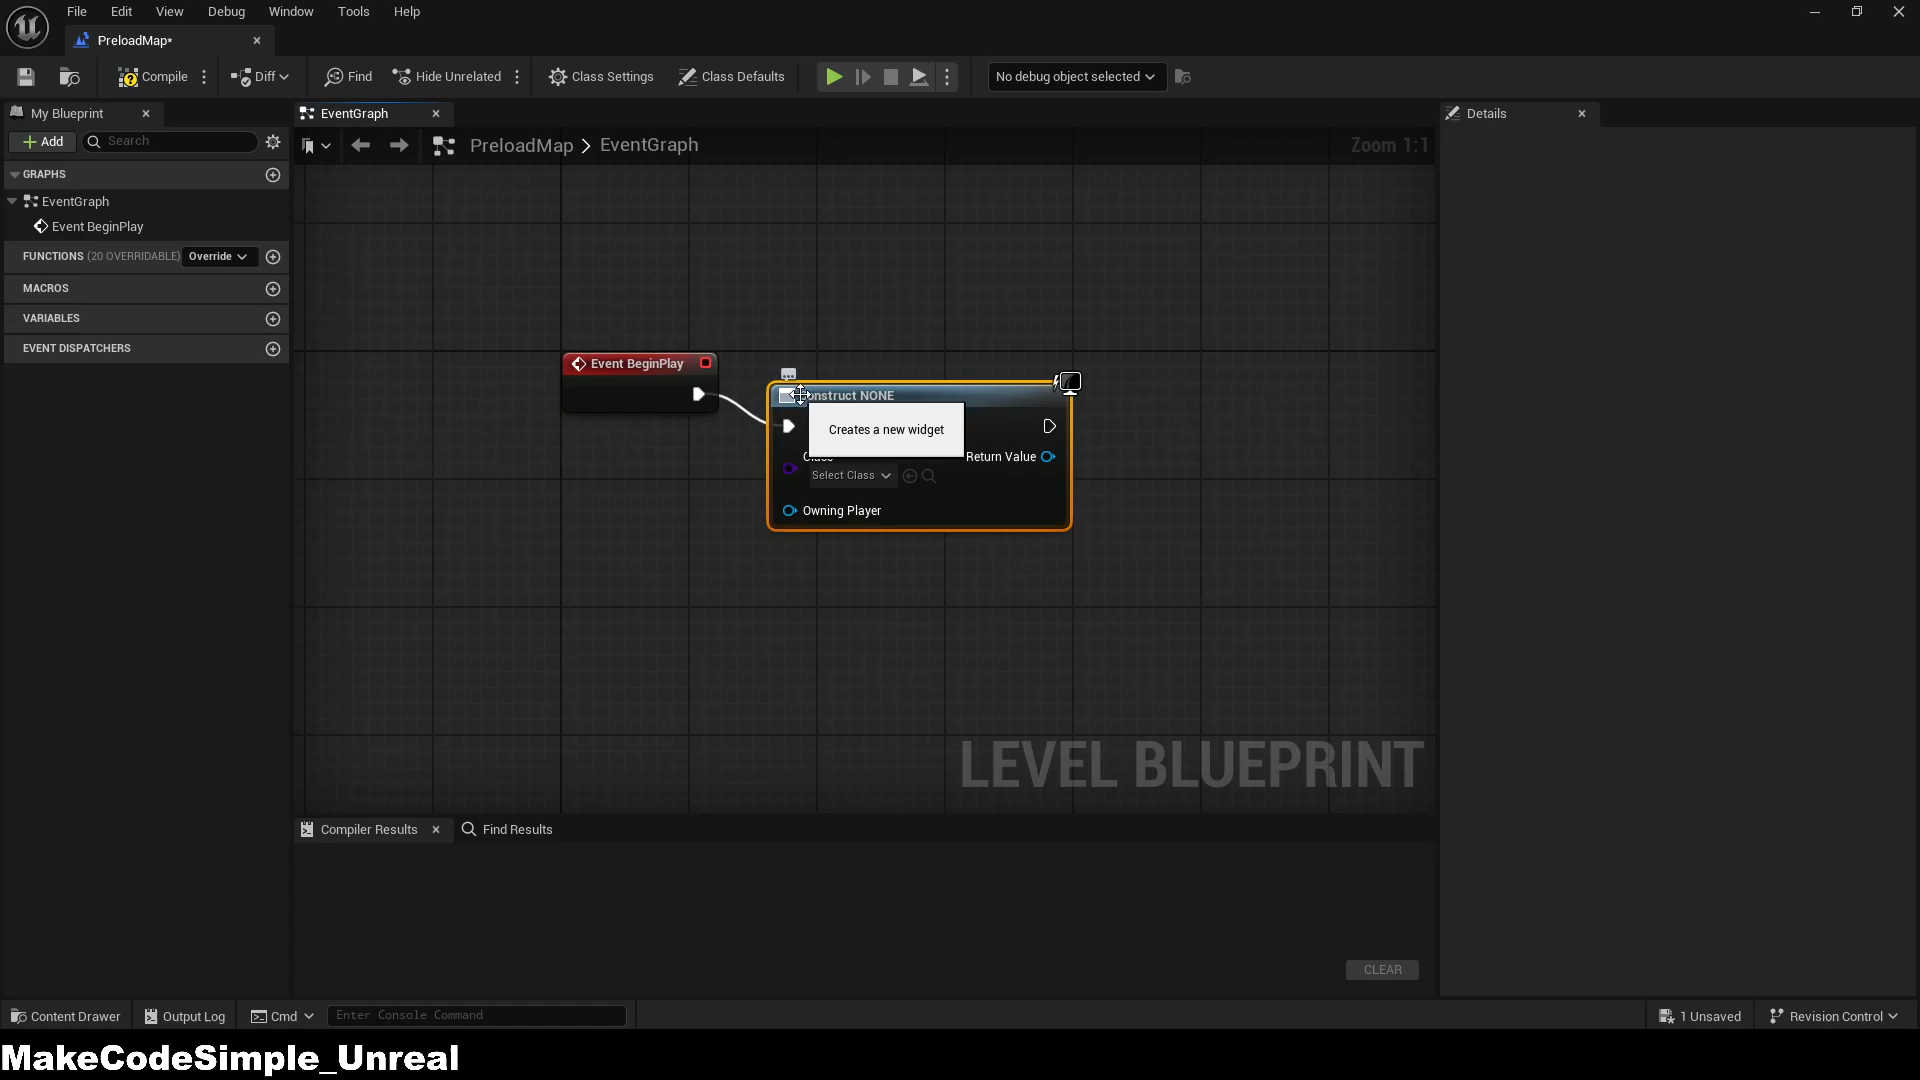 File Edit View Debug Window Tools Help
PreloadMap*
Compile Diff Find Hide Unrelated Class Settings Class Defaults No debug object selected
My Blueprint
EventGraph
Details
Add Search
PreloadMap > EventGraph
Zoom 1:1
GRAPHS
EventGraph
Event BeginPlay
FUNCTIONS (20 OVERRIDABLE) Override
MACROS
VARIABLES
EVENT DISPATCHERS
Event BeginPlay
onstruct NONE
Creates a new widget
Class
Return Value
Select Class
Owning Player
LEVEL BLUEPRINT
Compiler Results Find Results
CLEAR
Content Drawer Output Log Cmd Enter Console Command 1 Unsaved Revision Control
MakeCodeSimple_Unreal